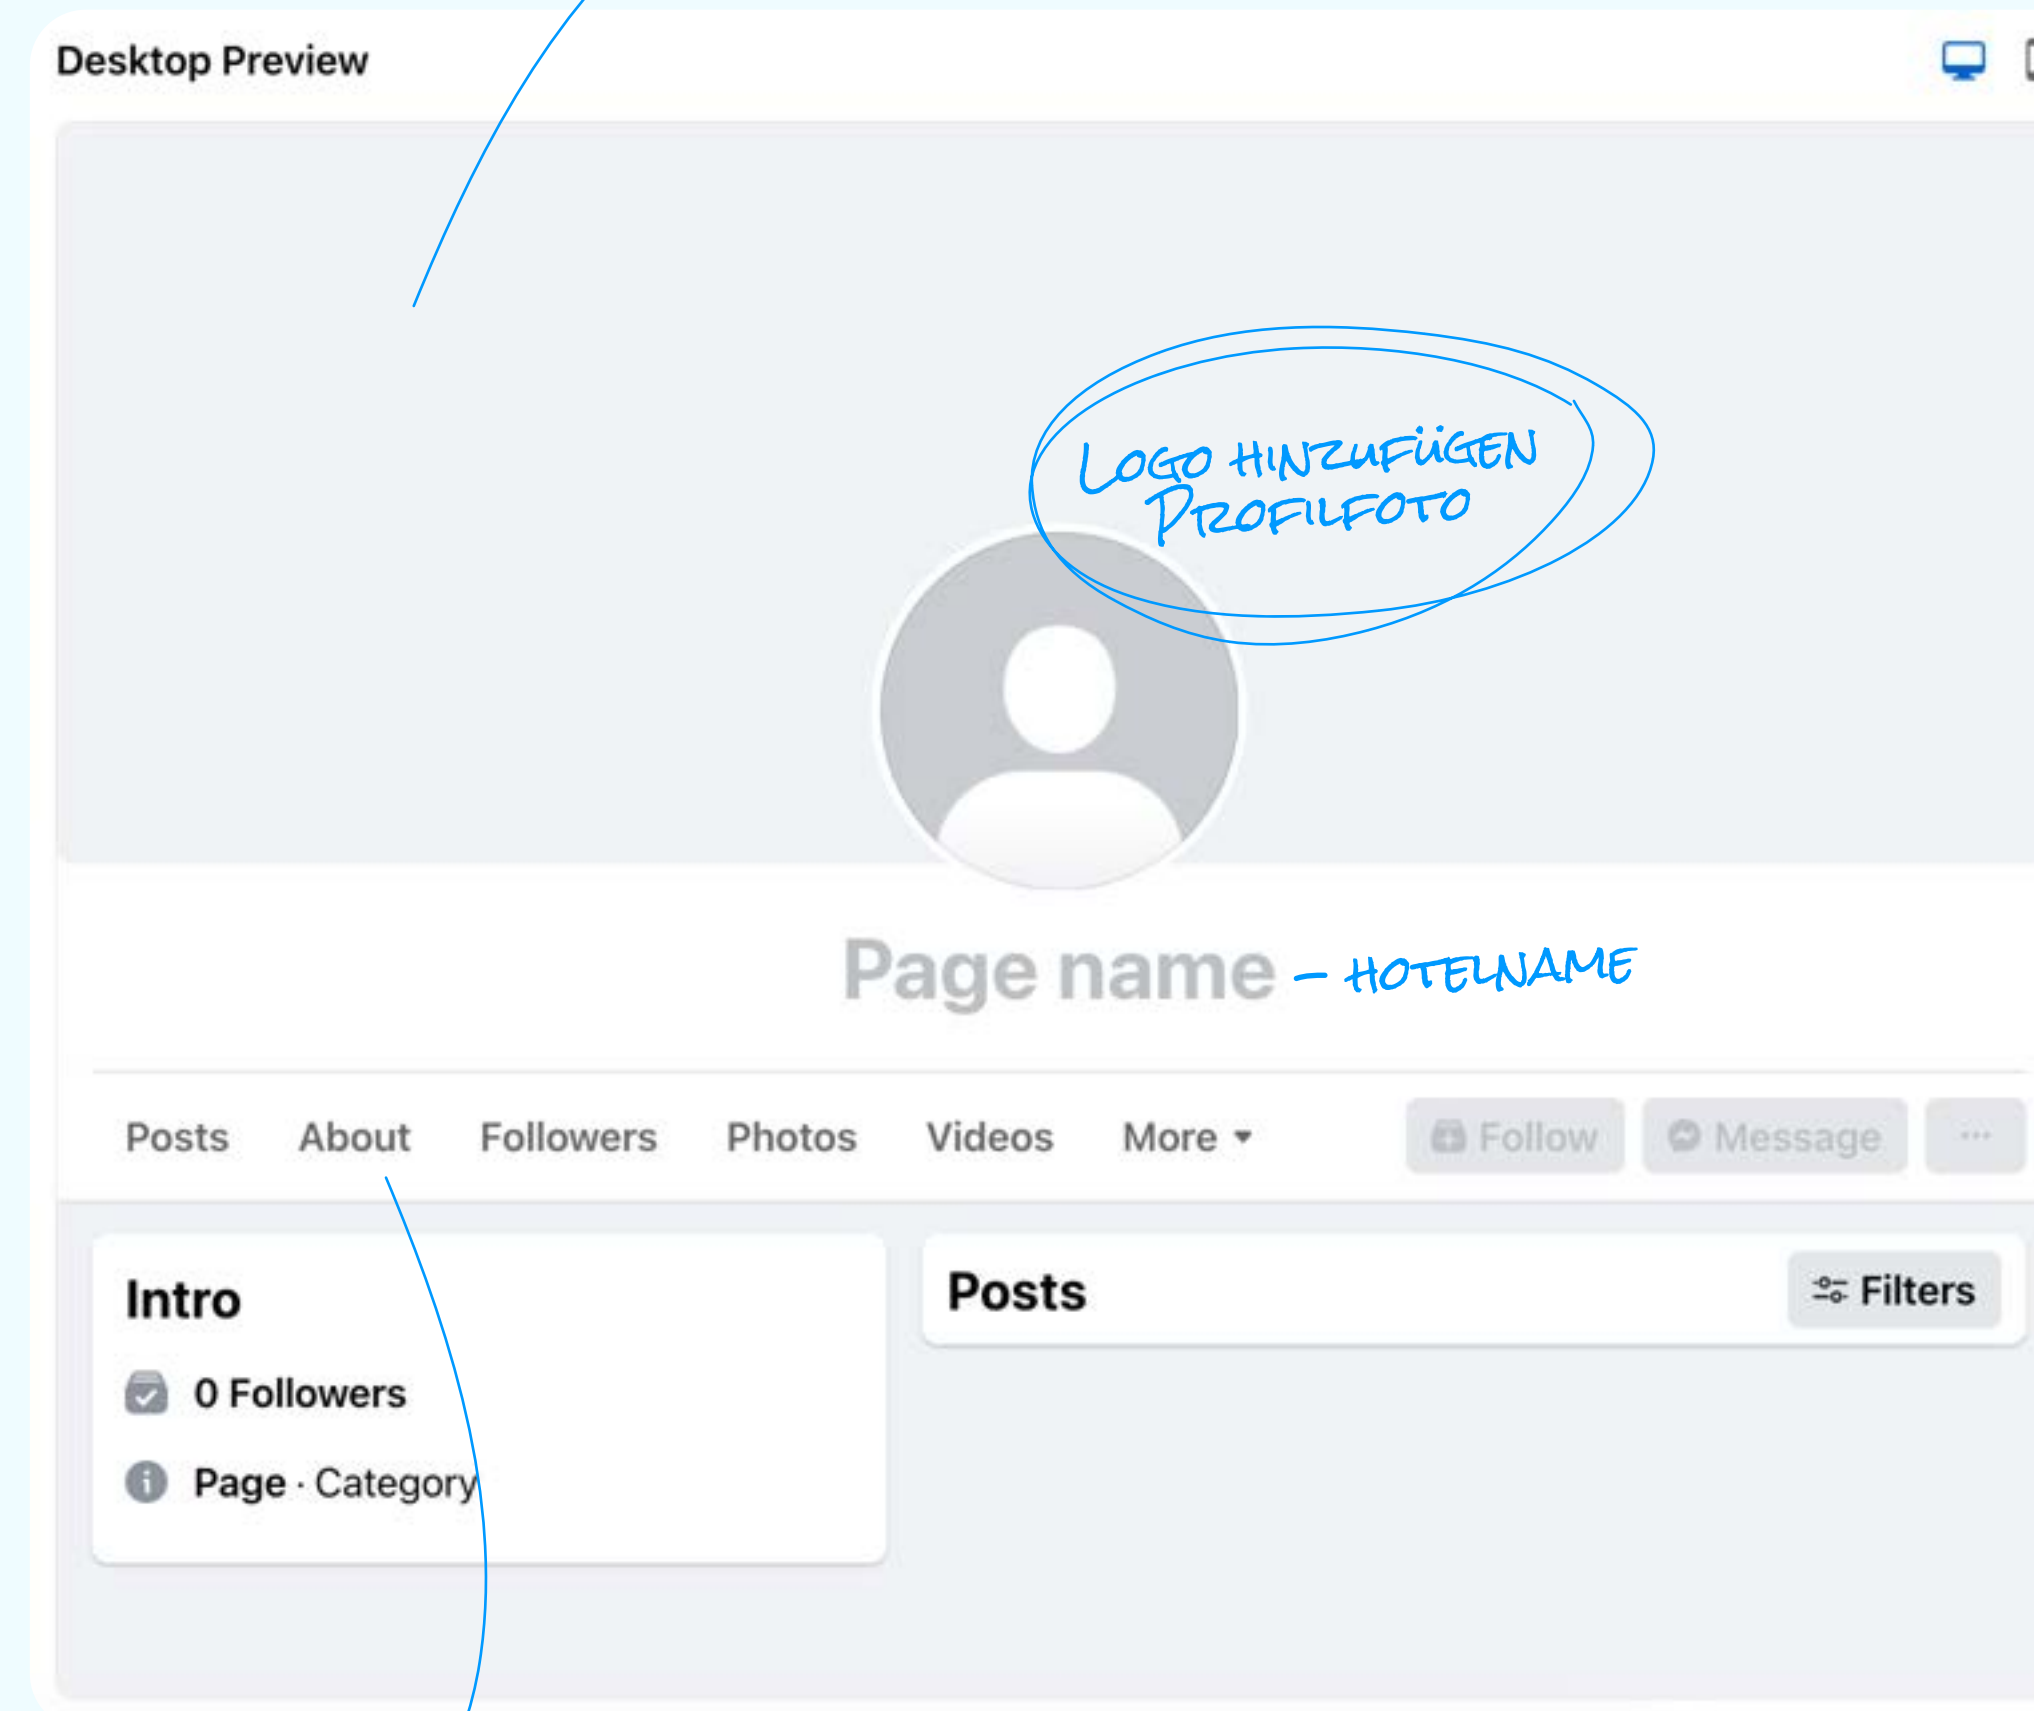 Desktop Preview
LOGO HINZUFÜGEN
PROFILFOTO
Page name – HOTELNAME
Posts About Followers Photos Videos More Follow Message ...
Intro
Posts Filters
0 Followers
Page · Category